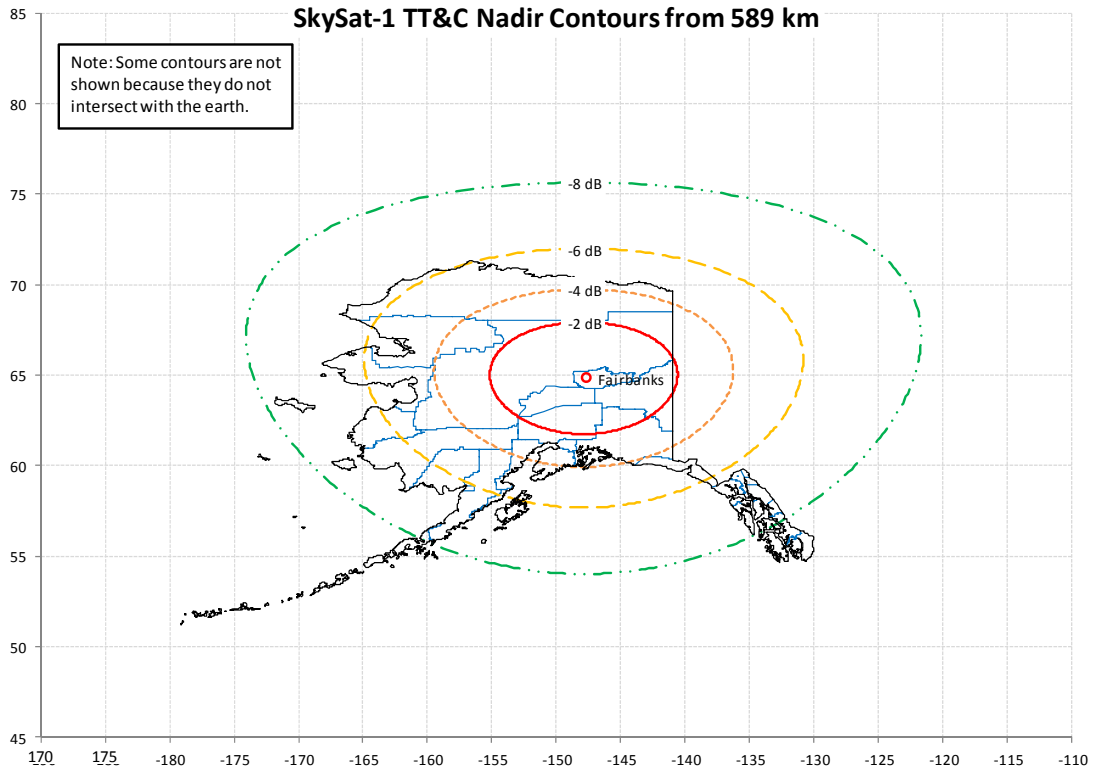 SkySat-1 TT&C Nadir Contours from 589 km
85
Note: Some contours are not
shown because they do not
intersect with the earth.
80
75
-8 dB
-6 dB
70
-4 dB
-2 dB
65
Fairbanks
60
55
50
45
170 175 -180 -175 -170 -165 -160 -155 -150 -145 -140 -135 -130 -125 -120 -115 -110